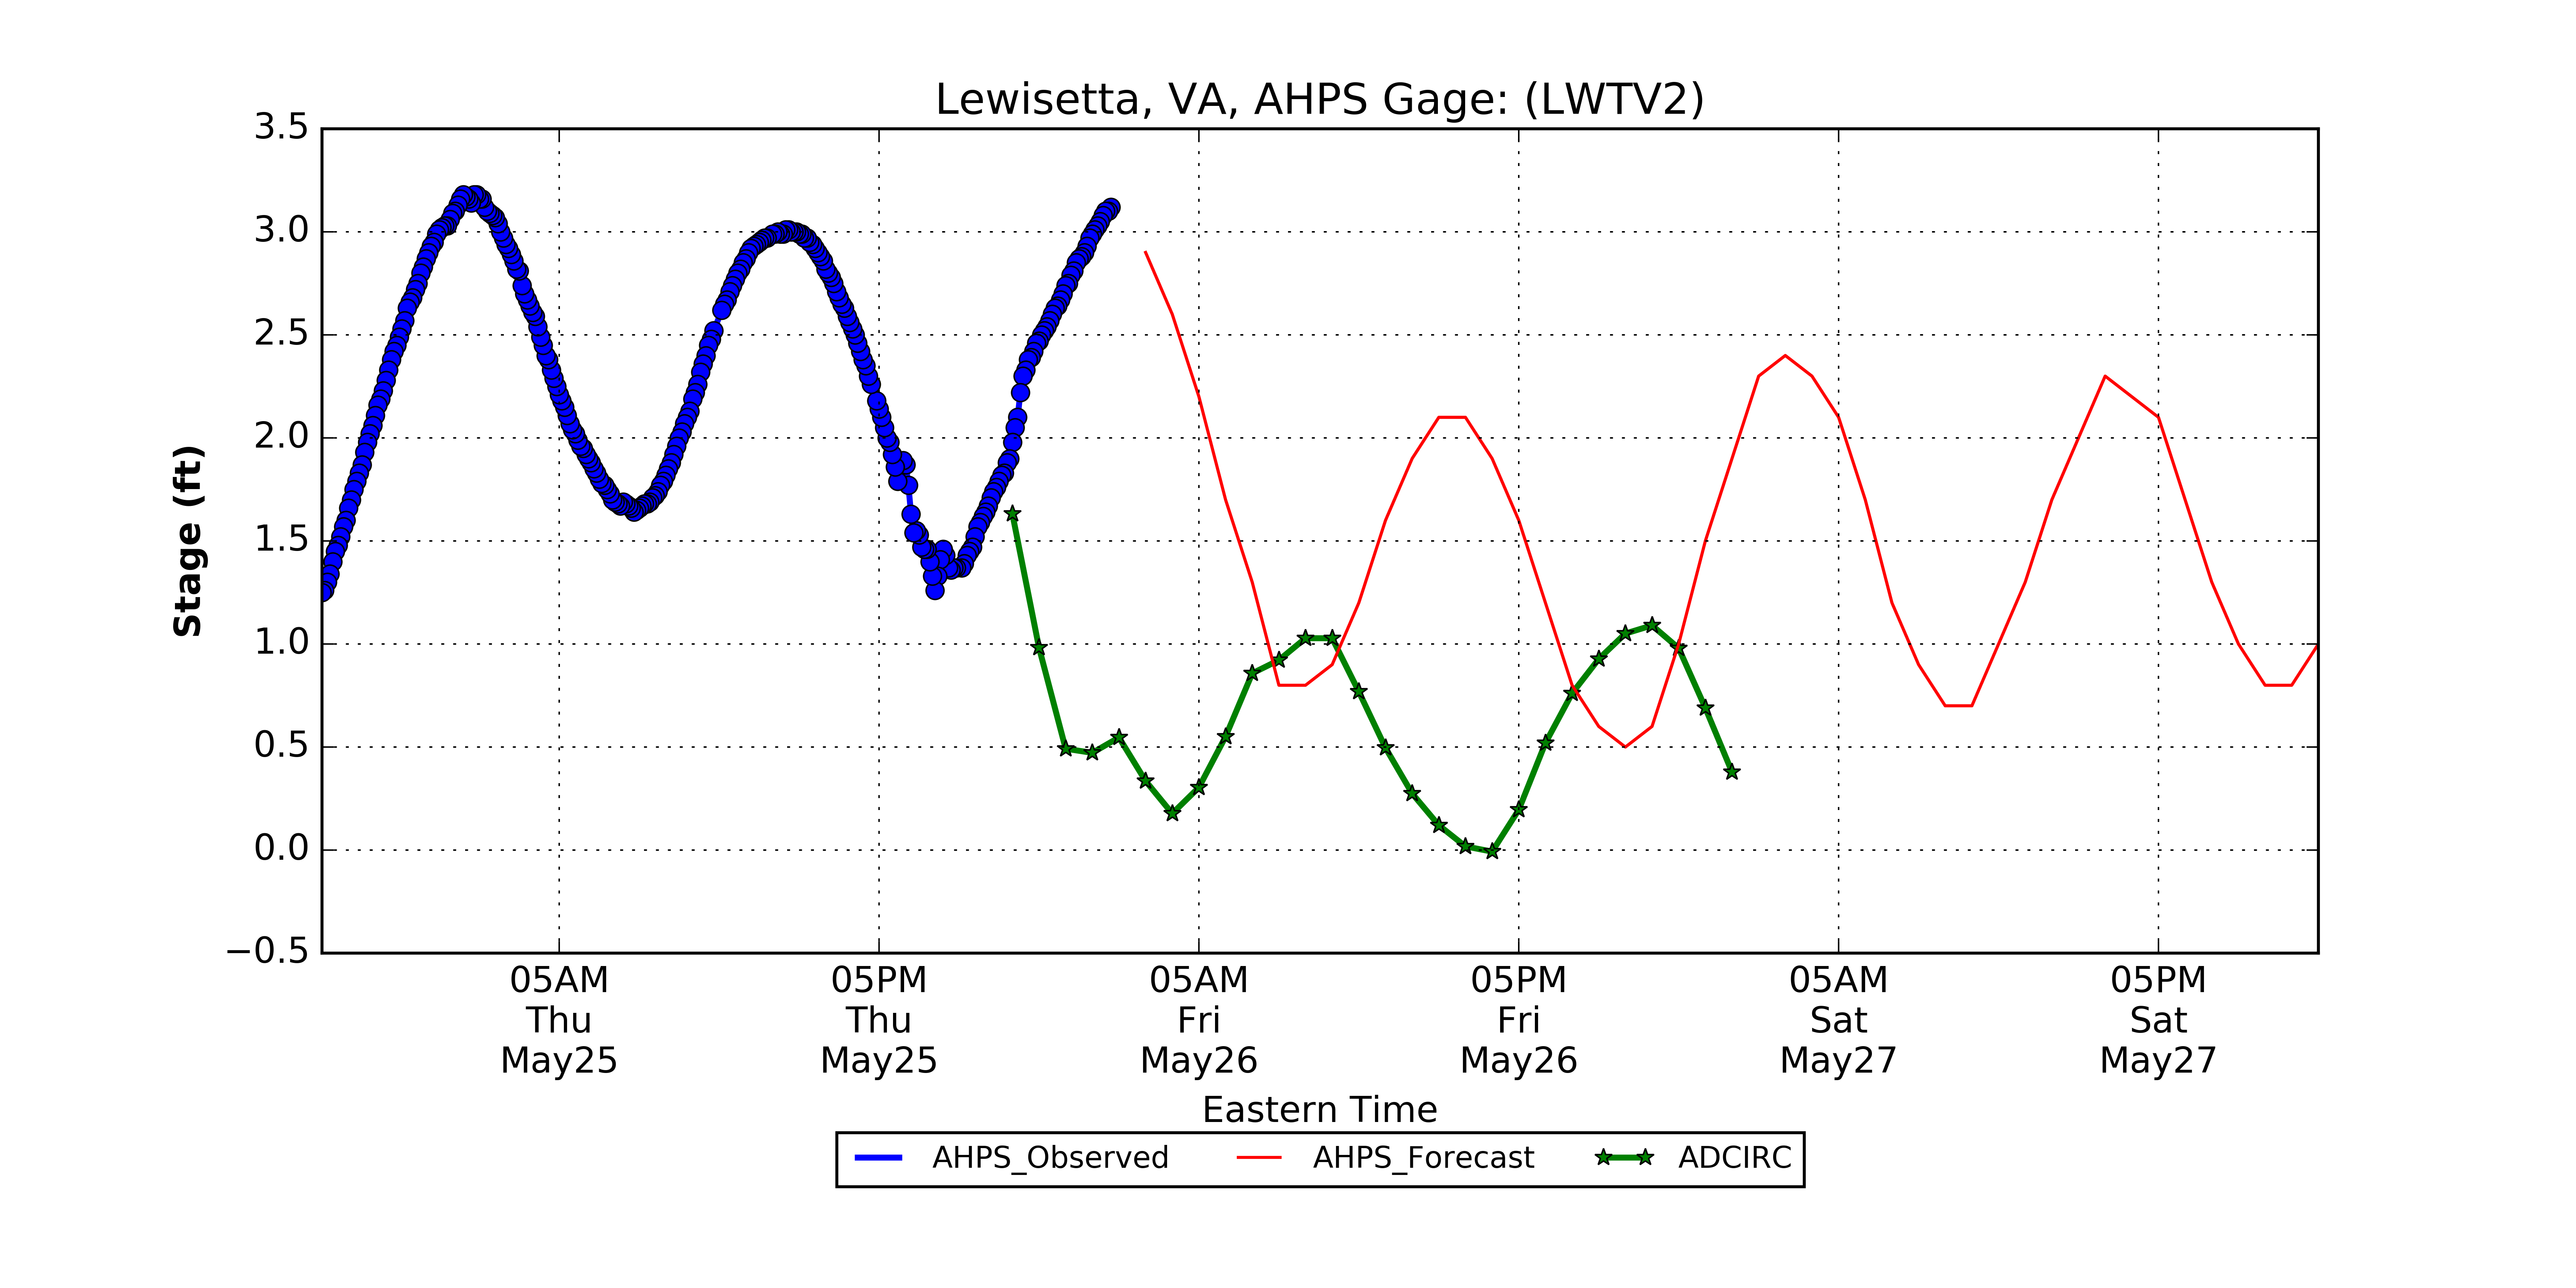 Lewisetta, VA, AHPS Gage: (LWTV2)
3.5
3.0
2.5
2.0
1.5
1.0
0.5
0.0
−0.5
Stage (ft)
05AM 05PM 05AM 05PM 05AM 05PM
Thu Thu Fri Fri Sat Sat
May25 May25 May26 May26 May27 May27
Eastern Time
AHPS_Observed AHPS_Forecast ADCIRC